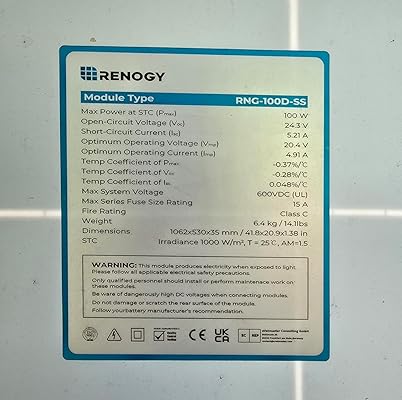 RENOGY
Module Type RNG-100D-SS
Max Power at STC (Pmax) 100 W
Open-Circuit Voltage (Voc) 24.3 V
Short-Circuit Current (Isc) 5.21 A
Optimum Operating Voltage (Vmp) 20.4 V
Optimum Operating Current (Imp) 4.91 A
Temp Coefficient of Pmax -0.37%/℃
Temp Coefficient of Voc -0.28%/℃
Temp Coefficient of Isc 0.048%/℃
Max System Voltage 600VDC (UL)
Max Series Fuse Size Rating 15 A
Fire Rating Class C
Weight 6.4 kg / 14.1lbs
Dimensions 1062x530x35 mm / 41.8x20.9x1.38 in
STC Irradiance 1000 W/m², T = 25℃, AM=1.5
WARNING: This module produces electricity when exposed to light.
Please follow all applicable electrical safety precautions.
Only qualified personnel should install or perform maintenace work on
these modules.
Be ware of dangerously high DC voltages when connecting modules.
Do not damage or scratch the rear surface of the module.
Follow your battery manufacturer's recommendation.
CE
UK
CA
EC REP